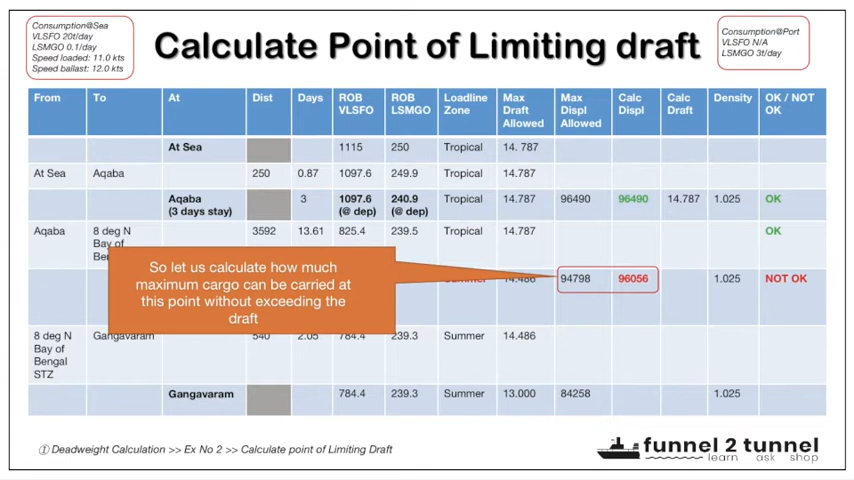 Consumption@Sea
VLSFO 20t/day
LSMGO 0.1/day
Speed loaded: 11.0 kts
Speed ballast: 12.0 kts
Calculate Point of Limiting draft
Consumption@Port
VLSFO N/A
LSMGO 3t/day
From To At Dist Days ROB VLSFO ROB LSMGO Loadline Zone Max Draft Allowed Max Displ Allowed Calc Displ Calc Draft Density OK / NOT OK
At Sea 1115 250 Tropical 14. 787
At Sea Aqaba 250 0.87 1097.6 249.9 Tropical 14.787
Aqaba (3 days stay) 3 1097.6 (@ dep) 240.9 (@ dep) Tropical 14.787 96490 96490 14.787 1.025 OK
Aqaba 8 deg N Bay of 3592 13.61 825.4 239.5 Tropical 14.787 OK
94798 96056 1.025 NOT OK
So let us calculate how much
maximum cargo can be carried at
this point without exceeding the
draft
8 deg N Bay of Bengal STZ Gangavaram 540 2.05 784.4 239.3 Summer 14.486
Gangavaram 784.4 239.3 Summer 13.000 84258 1.025
① Deadweight Calculation >> Ex No 2 >> Calculate point of Limiting Draft
funnel 2 tunnel
learn ask shop